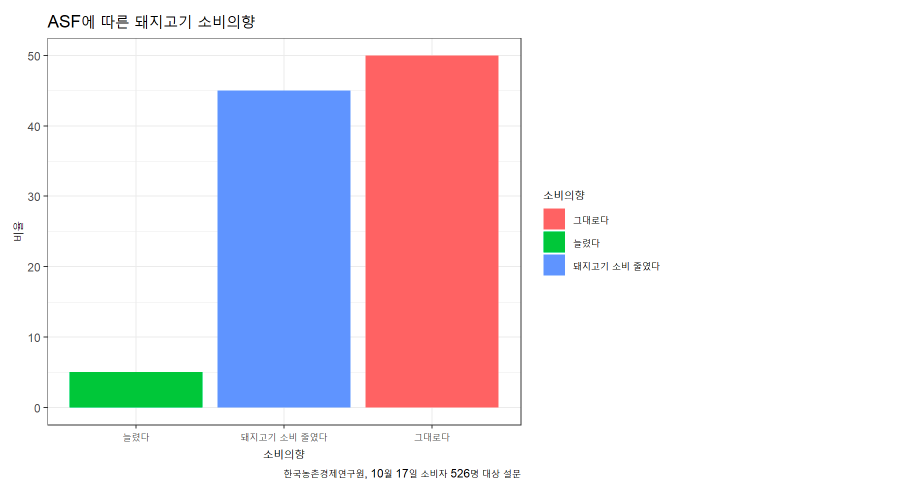 ASF에 따른 돼지고기 소비의향
50
40
30
20
10
0
비율
늘렸다
돼지고기 소비 줄였다
그대로다
소비의향
한국농촌경제연구원, 10월 17일 소비자 526명 대상 설문
소비의향
그대로다
늘렸다
돼지고기 소비 줄였다